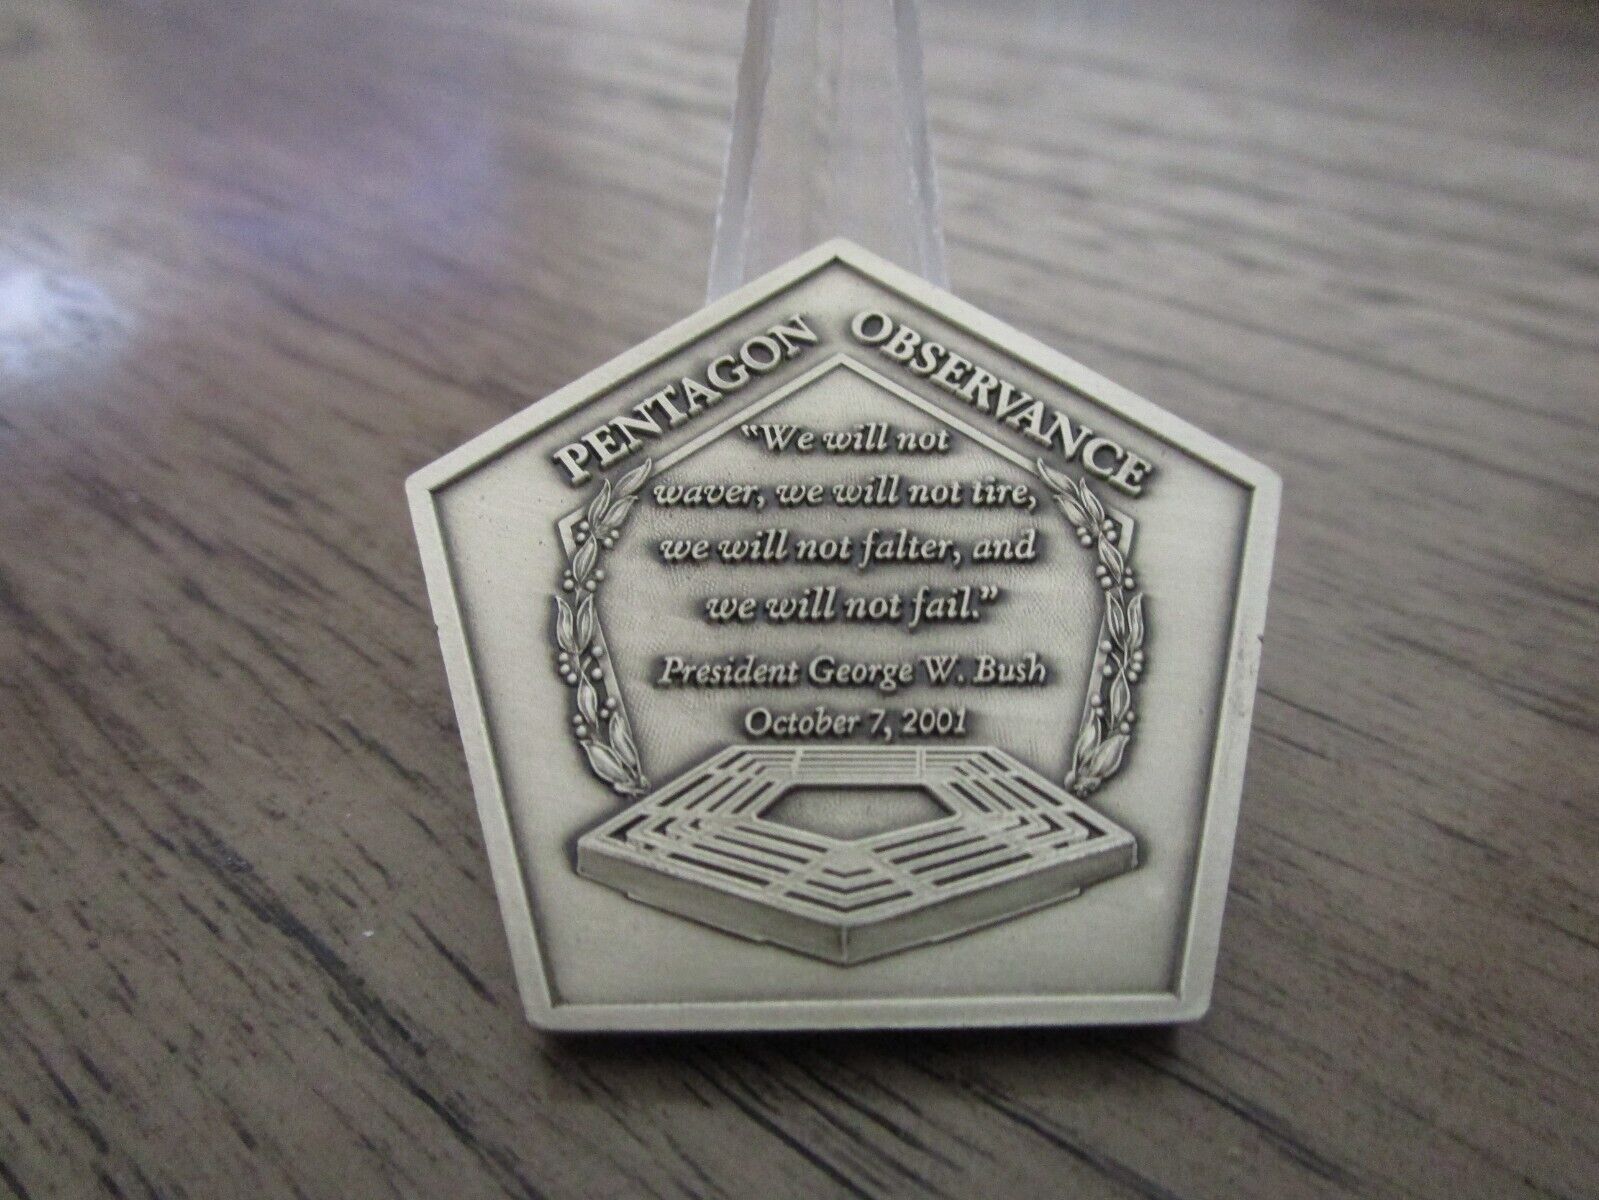 PENTAGON OBSERVANCE
“We will not
waver, we will not tire,
we will not falter, and
we will not fail.”
President George W. Bush
October 7, 2001